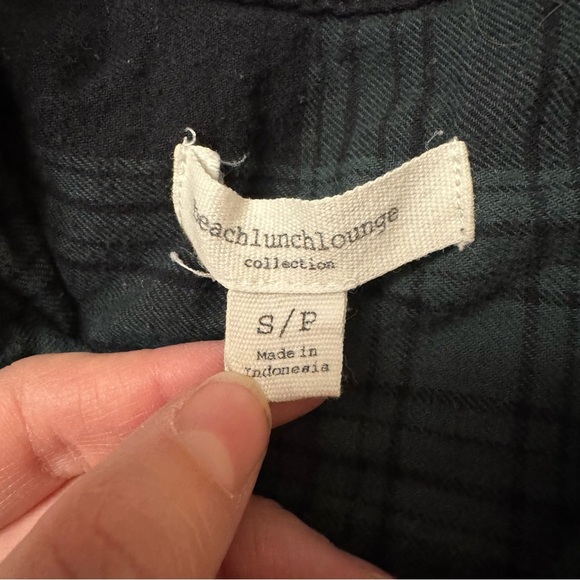 beachlunchlounge
collection
S/P
Made in
Indonesia